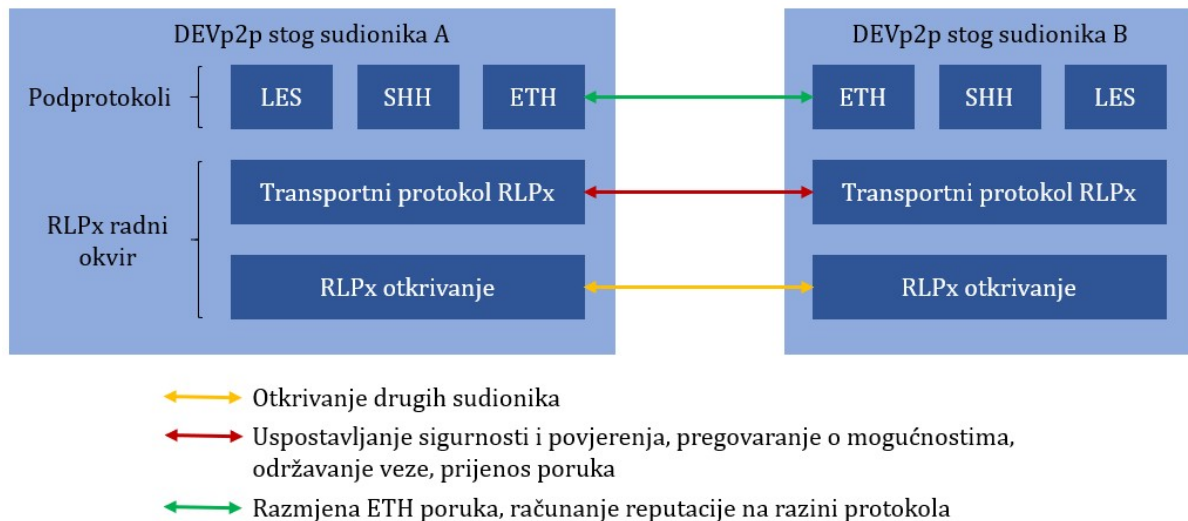 DEVp2p stog sudionika A
DEVp2p stog sudionika B
Podprotokoli
LES
SHH
ETH
ETH
SHH
LES
RLPx radni
okvir
Transportni protokol RLPx
Transportni protokol RLPx
RLPx otkrivanje
RLPx otkrivanje
Otkrivanje drugih sudionika
Uspostavljanje sigurnosti i povjerenja, pregovaranje o mogućnostima,
održavanje veze, prijenos poruka
Razmjena ETH poruka, računanje reputacije na razini protokola